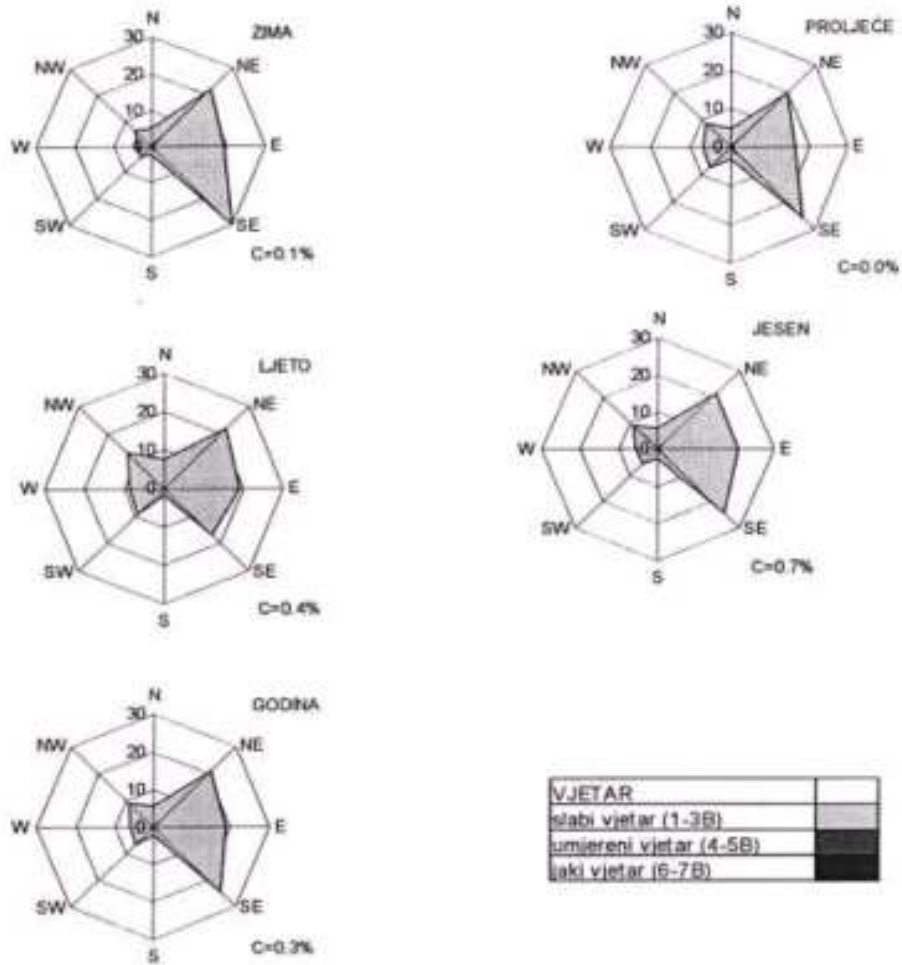 N
30
ZIMA
NW
20
NE
10
W
0
E
SW
SE
S
C=0.1%
N
30
PROLJEĆE
NW
20
NE
10
W
0
E
SW
SE
S
C=0.0%
N
30
LJETO
NW
20
NE
10
W
0
E
SW
SE
S
C=0.4%
N
30
JESEN
NW
20
NE
10
W
0
E
SW
SE
S
C=0.7%
N
30
GODINA
NW
20
NE
10
W
0
E
SW
SE
S
C=0.3%
VJETAR
slabi vjetar (1-3B)
umjereni vjetar (4-5B)
jaki vjetar (6-7B)